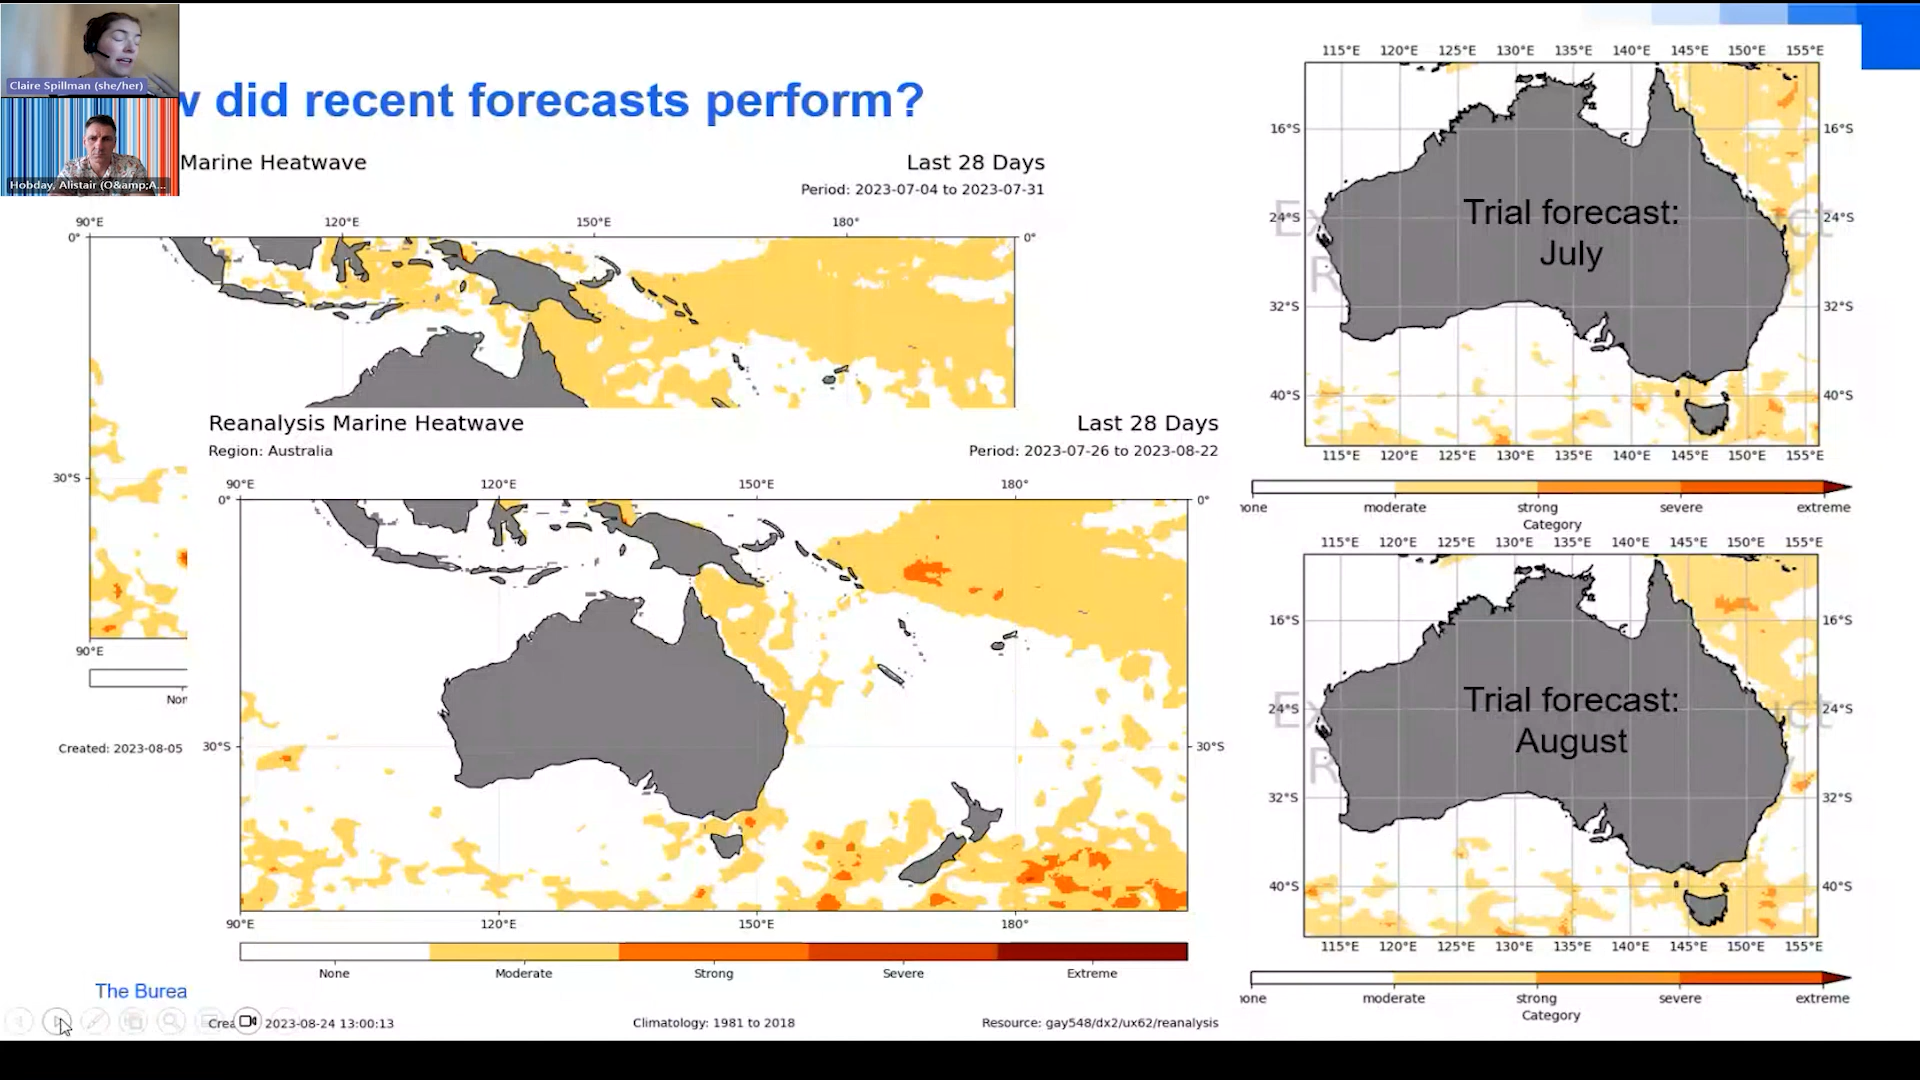 Claire Spillman (she/her)
Hobday, Alistair (O&amp;A...
w did recent forecasts perform?
Marine Heatwave
Last 28 Days
Period: 2023-07-04 to 2023-07-31
90°E 120°E 150°E 180°
0° 0°
30°S
90°E
Non
Created: 2023-08-05
Reanalysis Marine Heatwave
Last 28 Days
Region: Australia
Period: 2023-07-26 to 2023-08-22
90°E 120°E 150°E 180°
0° 0°
30°S 30°S
90°E 120°E 150°E 180°
None Moderate Strong Severe Extreme
The Burea
Crea 2023-08-24 13:00:13
Climatology: 1981 to 2018
Resource: gay548/dx2/ux62/reanalysis
115°E 120°E 125°E 130°E 135°E 140°E 145°E 150°E 155°E
16°S 16°S
Trial forecast:
July
24°S 24°S
32°S 32°S
40°S 40°S
115°E 120°E 125°E 130°E 135°E 140°E 145°E 150°E 155°E
none moderate strong severe extreme
Category
115°E 120°E 125°E 130°E 135°E 140°E 145°E 150°E 155°E
16°S 16°S
Trial forecast:
August
24°S 24°S
32°S 32°S
40°S 40°S
115°E 120°E 125°E 130°E 135°E 140°E 145°E 150°E 155°E
none moderate strong severe extreme
Category